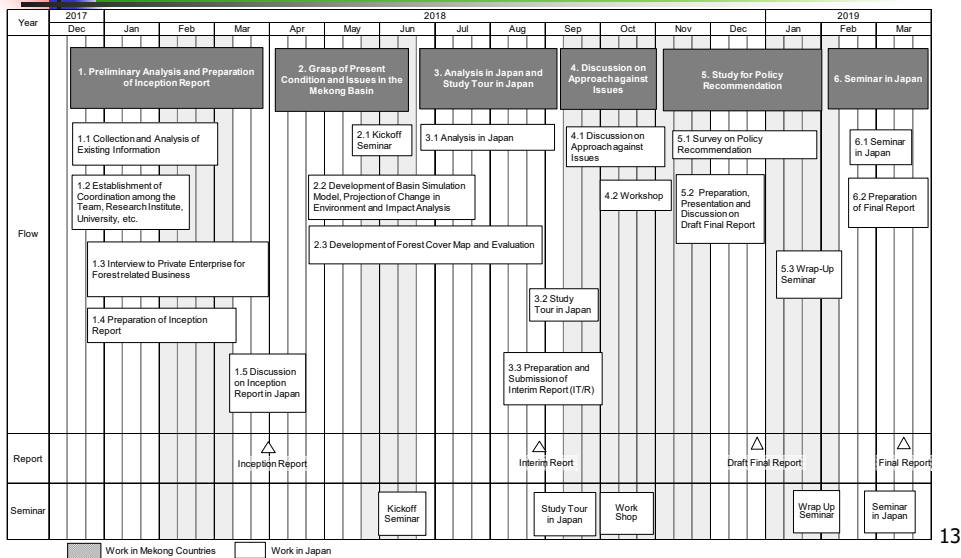 Year
2017
2018
2019
Dec
Jan
Feb
Mar
Apr
May
Jun
Jul
Aug
Sep
Oct
Nov
Dec
Jan
Feb
Mar
Flow
1. Preliminary Analysis and Preparation
of Inception Report
2. Grasp of Present
Condition and Issues in the
Mekong Basin
3. Analysis in Japan and
Study Tour in Japan
4. Discussion on
Approach against
Issues
5. Study for Policy
Recommendation
6. Seminar in Japan
1.1 Collection and Analysis of
Existing Information
2.1 Kickoff
Seminar
3.1 Analysis in Japan
4.1 Discussion on
Approach against
Issues
5.1 Survey on Policy
Recommendation
6.1 Seminar
in Japan
1.2 Establishment of
Coordination among the
Team, Research Institute,
University, etc.
2.2 Development of Basin Simulation
Model, Projection of Change in
Environment and Impact Analysis
4.2 Workshop
5.2 Preparation,
Presentation and
Discussion on
Draft Final Report
6.2 Preparation
of Final Report
2.3 Development of Forest Cover Map and Evaluation
1.3 Interview to Private Enterprise for
Forestrelated Business
5.3 Wrap-Up
Seminar
3.2 Study
Tour in Japan
1.4 Preparation of Inception
Report
1.5 Discussion
on Inception
Report in Japan
3.3 Preparation and
Submission of
Interim Report (IT/R)
Report
Inception Report
Interim Reort
Draft Final Report
Final Report
Seminar
Kickoff
Seminar
Study Tour
in Japan
Work
Shop
Wrap Up
Seminar
Seminar
in Japan
Work in Mekong Countries
Work in Japan
13